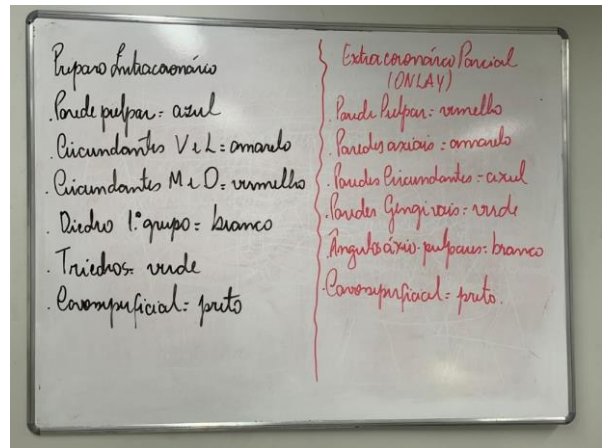 Preparo Intracoronário
. Parede pulpar = azul
. Circundantes V e L = amarelo
. Circundantes M e D = vermelho
. Diedro 1.º grupo = branco
. Triedros = verde
. Cavosuperficial = preto
Extracoronário Parcial
(ONLAY)
. Parede Pulpar = vermelho
. Paredes axiais = amarelo
. Paredes Circundantes = azul
. Paredes Gengivais = verde
. Ângulos áxio-pulpares = branco
. Cavosuperficial = preto.